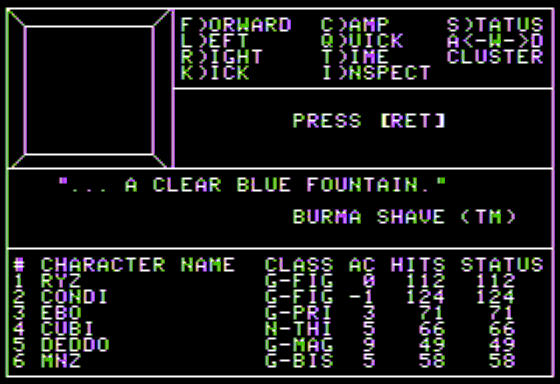 F)ORWARD C)AMP S)TATUS
L)EFT Q)UICK A<-W->D
R)IGHT T)IME CLUSTER
K)ICK I)NSPECT
PRESS [RET]
"... A CLEAR BLUE FOUNTAIN."
BURMA SHAVE (TM)
# CHARACTER NAME CLASS AC HITS STATUS
1 RYZ G-FIG 0 112 112
2 CONDI G-FIG -1 124 124
3 EBO G-PRI 3 71 71
4 CUBI N-THI 5 66 66
5 DEDDO G-MAG 9 49 49
6 MNZ G-BIS 5 58 58